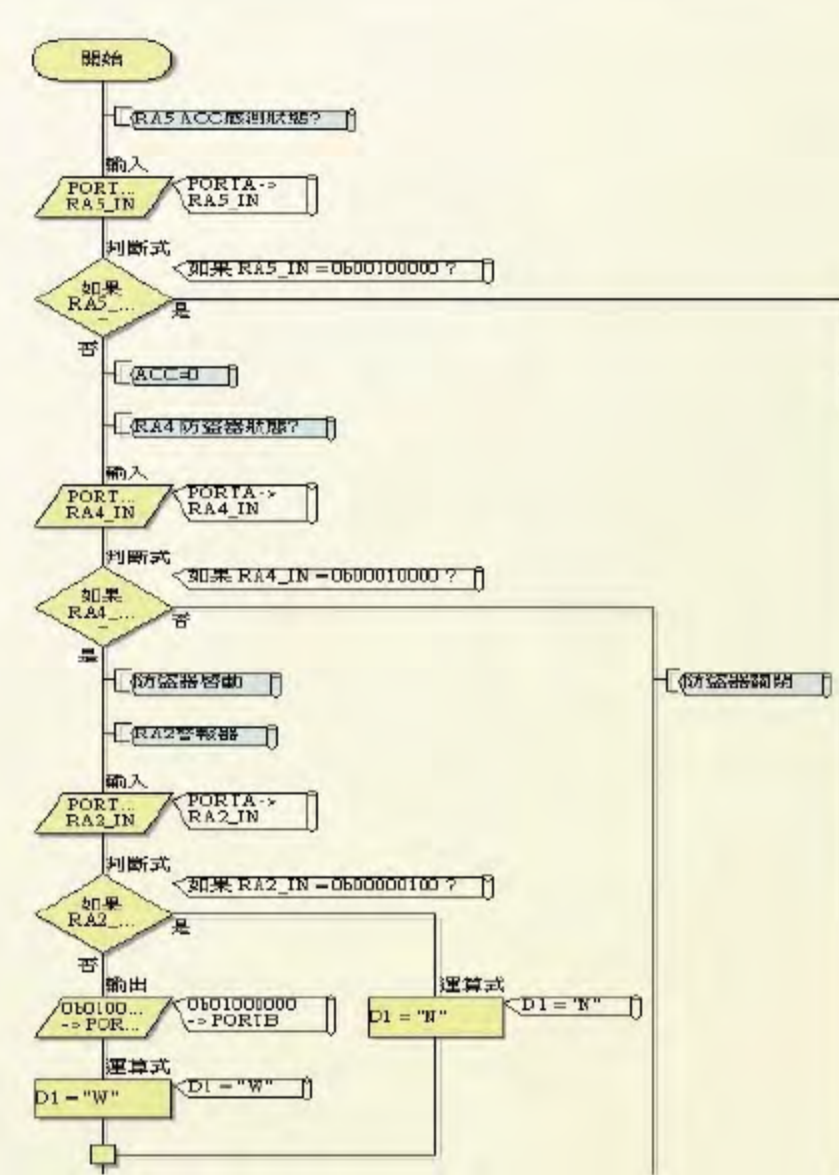 開始
RA5 ACC感測狀態?
輸入
PORT...
RA5_IN
PORTA->
RA5_IN
判斷式
如果 RA5_IN =0b00100000 ?
如果
RA5_...
是
否
ACC=0
RA4 防盜器狀態?
輸入
PORT...
RA4_IN
PORTA->
RA4_IN
判斷式
如果 RA4_IN =0b00010000 ?
如果
RA4_...
否
是
防盜器啟動
防盜器關閉
RA2警報器
輸入
PORT...
RA2_IN
PORTA->
RA2_IN
判斷式
如果 RA2_IN =0b00000100 ?
如果
RA2_...
是
否
輸出
0b0100...
-> POR...
0b01000000
-> PORTB
運算式
D1 = "N"
D1 = "N"
運算式
D1 = "W"
D1 = "W"